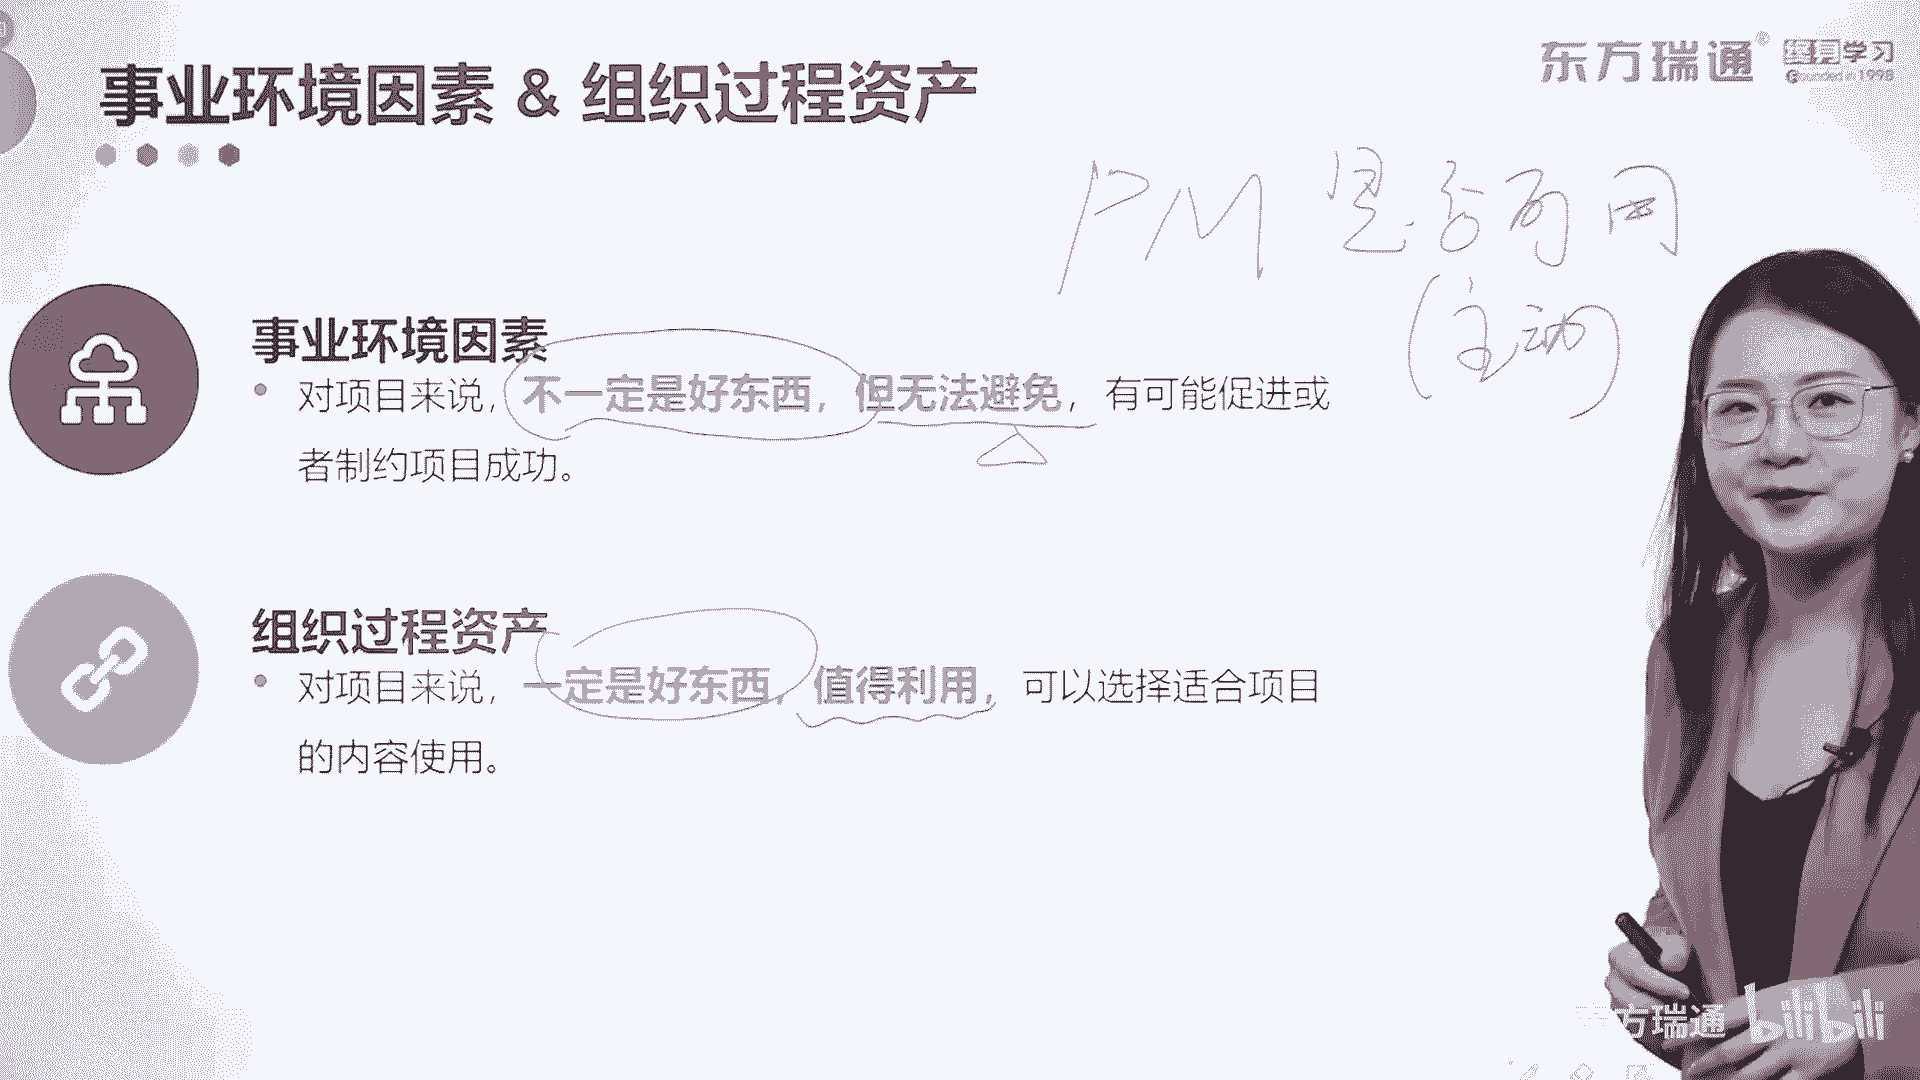 事业环境因素 & 组织过程资产
东方瑞通® 终身学习
Founded in 1998
PM 是否可用
(主动)
事业环境因素
• 对项目来说,不一定是好东西,但无法避免,有可能促进或
者制约项目成功。
组织过程资产
• 对项目来说,一定是好东西,值得利用,可以选择适合项目
的内容使用。
东方瑞通 bilibili